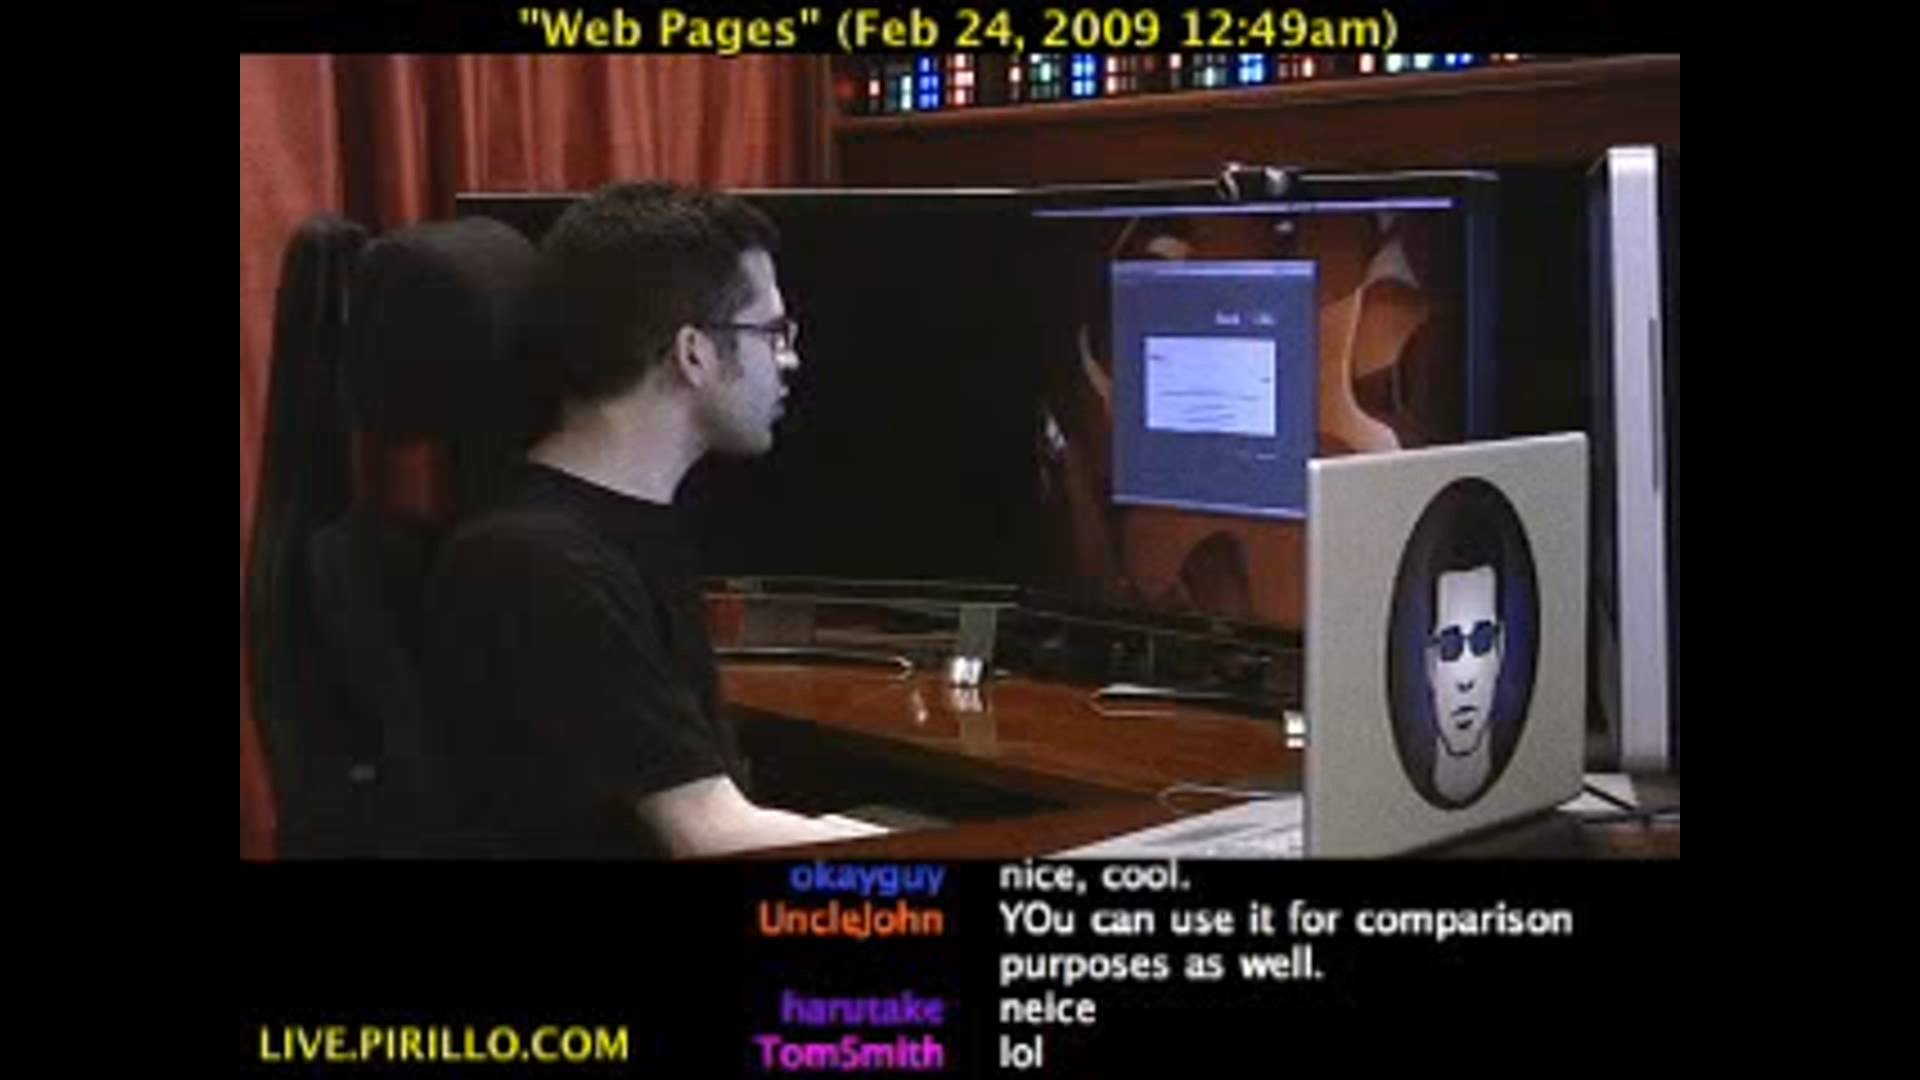 "Web Pages" (Feb 24, 2009 12:49am)
okayguy nice, cool.
UncleJohn YOu can use it for comparison
purposes as well.
harutake neice
TomSmith lol
LIVE.PIRILLO.COM